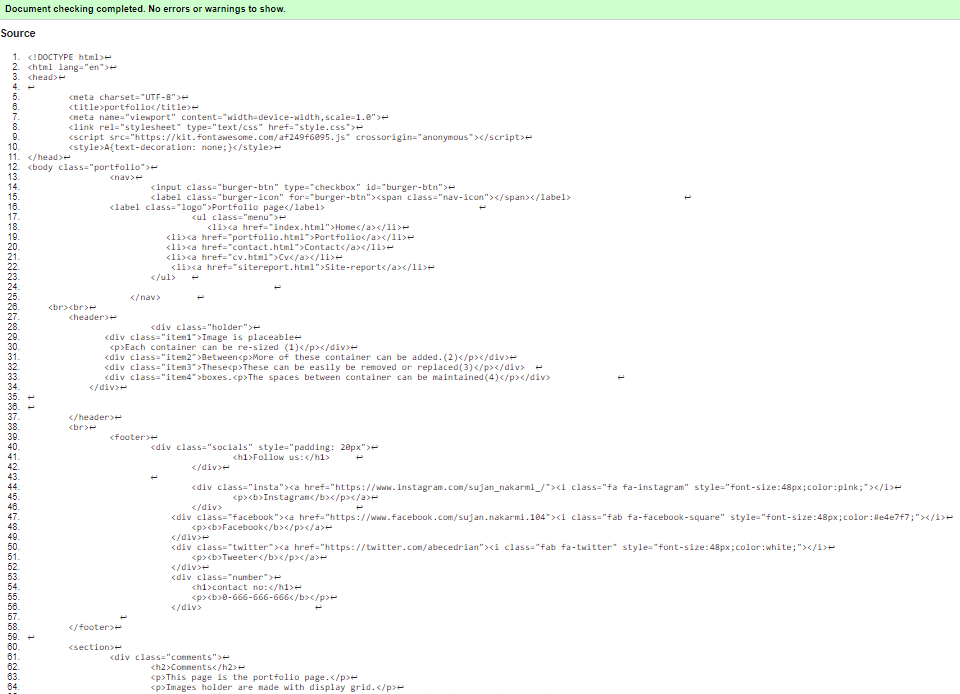 Document checking completed. No errors or warnings to show.
Source
1. <!DOCTYPE html>↩
2. <html lang="en">↩
3. <head>↩
4. ↩
5. <meta charset="UTF-8">↩
6. <title>portfolio</title>↩
7. <meta name="viewport" content="width=device-width,scale=1.0">↩
8. <link rel="stylesheet" type="text/css" href="style.css">↩
9. <script src="https://kit.fontawesome.com/af249f6095.js" crossorigin="anonymous"></script>↩
10. <style>A{text-decoration: none;}</style>↩
11. </head>↩
12. <body class="portfolio">↩
13. <nav>↩
14. <input class="burger-btn" type="checkbox" id="burger-btn">↩
15. <label class="burger-icon" for="burger-btn"><span class="nav-icon"></span></label> ↩
16. <label class="logo">Portfolio page</label> ↩
17. <ul class="menu">↩
18. <li><a href="index.html">Home</a></li>↩
19. <li><a href="portfolio.html">Portfolio</a></li>↩
20. <li><a href="contact.html">Contact</a></li>↩
21. <li><a href="cv.html">Cv</a></li>↩
22. <li><a href="sitereport.html">Site-report</a></li>↩
23. </ul> ↩
24. ↩
25. </nav> ↩
26. <br><br>↩
27. <header>↩
28. <div class="holder">↩
29. <div class="item1">Image is placeable↩
30. <p>Each container can be re-sized (1)</p></div>↩
31. <div class="item2">Between<p>More of these container can be added.(2)</p></div>↩
32. <div class="item3">These<p>These can be easily be removed or replaced(3)</p></div> ↩
33. <div class="item4">boxes.<p>The spaces between container can be maintained(4)</p></div> ↩
34. </div>↩
35. ↩
36. ↩
37. </header>↩
38. <br>↩
39. <footer>↩
40. <div class="socials" style="padding: 20px">↩
41. <h1>Follow us:</h1> ↩
42. </div>↩
43. ↩
44. <div class="insta"><a href="https://www.instagram.com/sujan_nakarmi_/"><i class="fa fa-instagram" style="font-size:48px;color:pink;"></i>↩
45. <p><b>Instagram</b></p></a>↩
46. </div> ↩
47. <div class="facebook"><a href="https://www.facebook.com/sujan.nakarmi.104"><i class="fab fa-facebook-square" style="font-size:48px;color:#e4e7f7;"></i>↩
48. <p><b>Facebook</b></p></a>↩
49. </div>↩
50. <div class="twitter"><a href="https://twitter.com/abecedrian"><i class="fab fa-twitter" style="font-size:48px;color:white;"></i>↩
51. <p><b>Tweeter</b></p></a>↩
52. </div>↩
53. <div class="number">↩
54. <h1>contact no:</h1>↩
55. <p><b>0-666-666-666</b></p>↩
56. </div> ↩
57. ↩
58. </footer>↩
59. ↩
60. <section>↩
61. <div class="comments">↩
62. <h2>Comments</h2>↩
63. <p>This page is the portfolio page.</p>↩
64. <p>Images holder are made with display grid.</p>↩